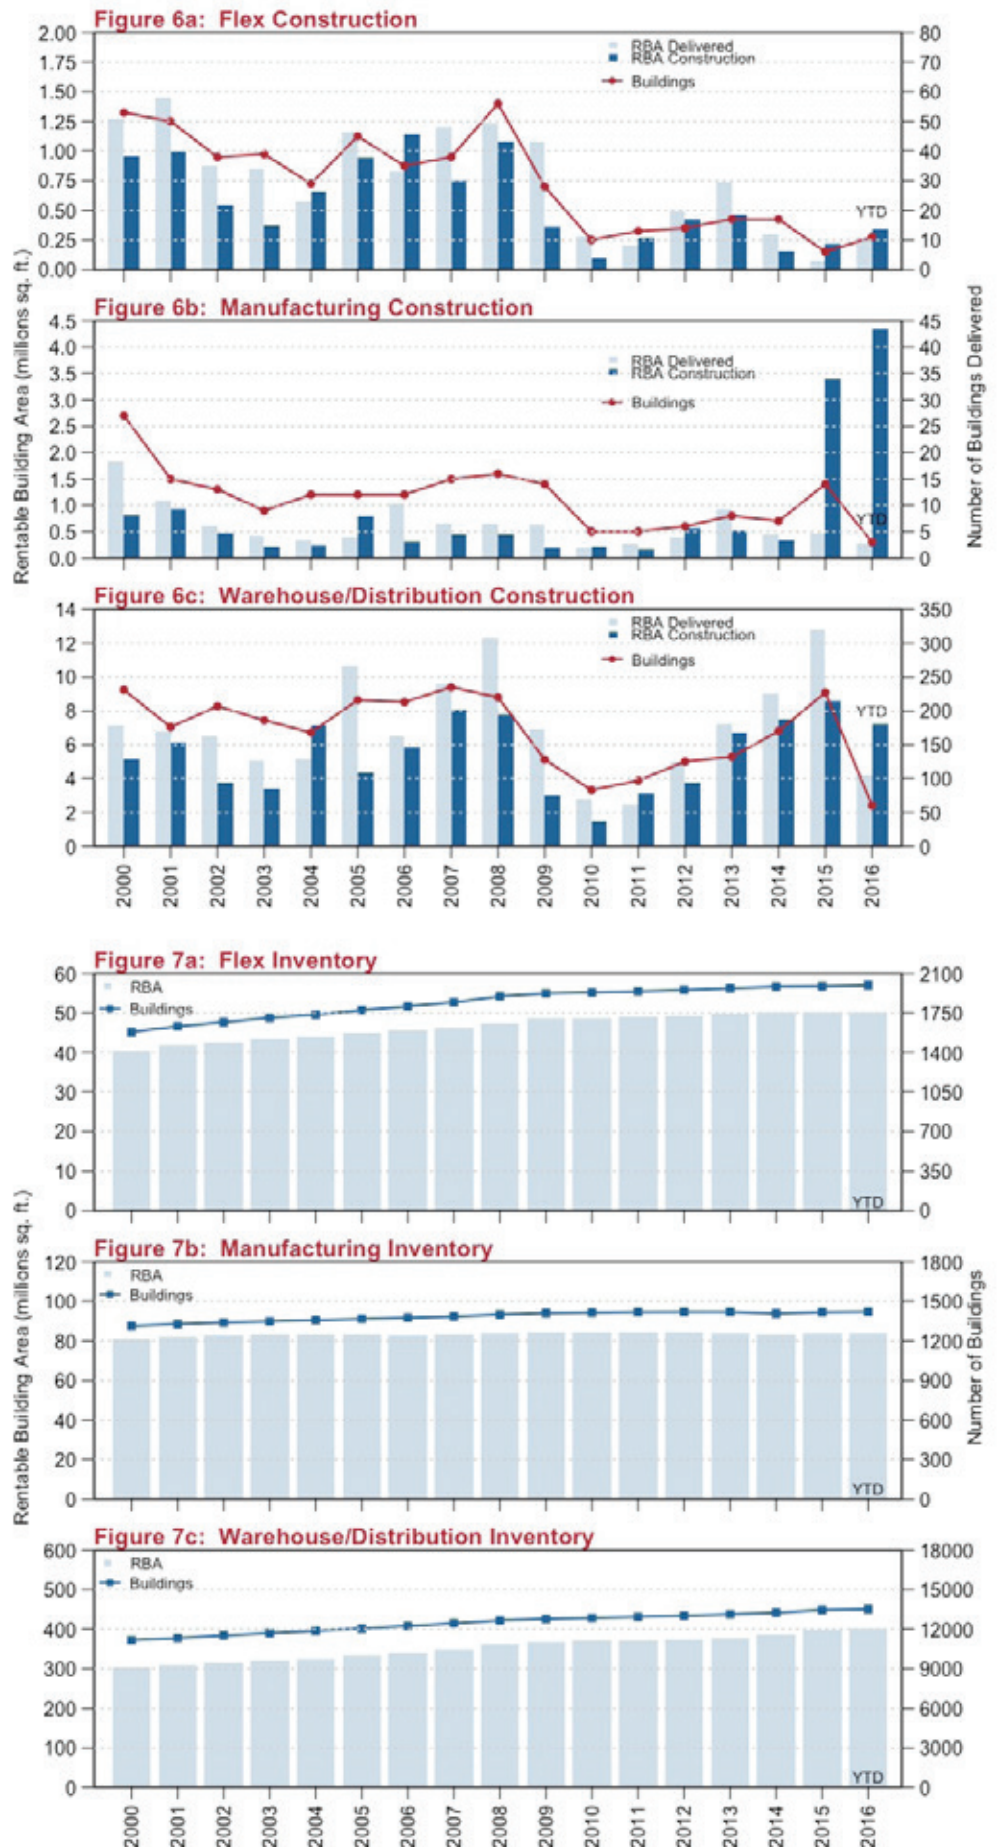 Figure 6a: Flex Construction
2.00
1.75
1.50
1.25
1.00
0.75
0.50
0.25
0.00
RBA Delivered
RBA Construction
Buildings
YTD
80
70
60
50
40
30
20
10
0
Figure 6b: Manufacturing Construction
4.5
4.0
3.5
3.0
2.5
2.0
1.5
1.0
0.5
0.0
RBA Delivered
RBA Construction
Buildings
YTD
45
40
35
30
25
20
15
10
5
0
Rentable Building Area (millions sq. ft.)
Number of Buildings Delivered
Figure 6c: Warehouse/Distribution Construction
14
12
10
8
6
4
2
0
RBA Delivered
RBA Construction
Buildings
YTD
350
300
250
200
150
100
50
0
2000 2001 2002 2003 2004 2005 2006 2007 2008 2009 2010 2011 2012 2013 2014 2015 2016
Figure 7a: Flex Inventory
60
50
40
30
20
10
0
RBA
Buildings
YTD
2100
1750
1400
1050
700
350
0
Figure 7b: Manufacturing Inventory
120
100
80
60
40
20
0
RBA
Buildings
YTD
1800
1500
1200
900
600
300
0
Rentable Building Area (millions sq. ft.)
Number of Buildings
Figure 7c: Warehouse/Distribution Inventory
600
500
400
300
200
100
0
RBA
Buildings
YTD
18000
15000
12000
9000
6000
3000
0
2000 2001 2002 2003 2004 2005 2006 2007 2008 2009 2010 2011 2012 2013 2014 2015 2016